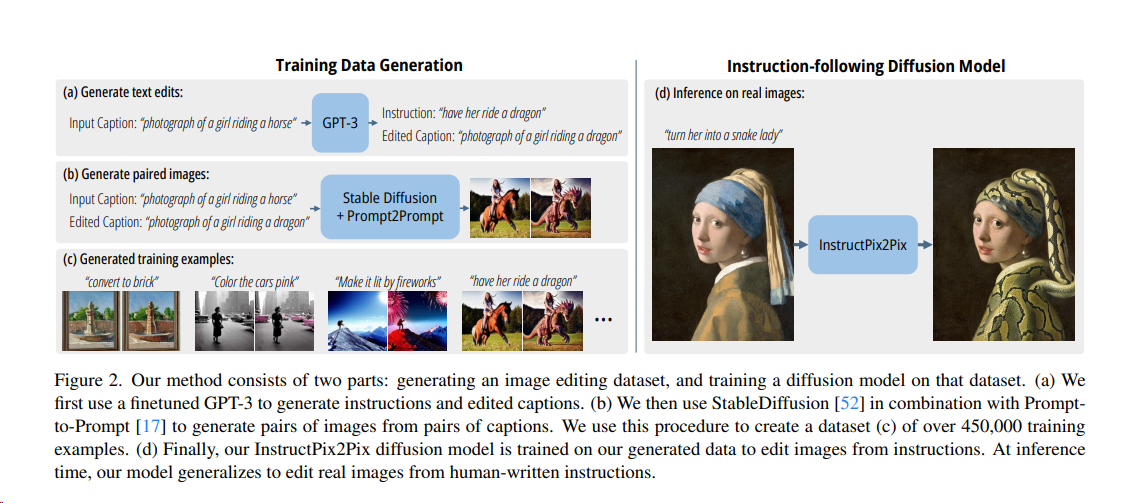 Training Data Generation
(a) Generate text edits:
Input Caption: “photograph of a girl riding a horse”
GPT-3
Instruction: “have her ride a dragon”
Edited Caption: “photograph of a girl riding a dragon”
(b) Generate paired images:
Input Caption: “photograph of a girl riding a horse”
Edited Caption: “photograph of a girl riding a dragon”
Stable Diffusion
+ Prompt2Prompt
(c) Generated training examples:
“convert to brick”
“Color the cars pink”
“Make it lit by fireworks”
“have her ride a dragon”
...
Instruction-following Diffusion Model
(d) Inference on real images:
“turn her into a snake lady”
InstructPix2Pix
Figure 2. Our method consists of two parts: generating an image editing dataset, and training a diffusion model on that dataset. (a) We
first use a finetuned GPT-3 to generate instructions and edited captions. (b) We then use StableDiffusion [52] in combination with Prompt-
to-Prompt [17] to generate pairs of images from pairs of captions. We use this procedure to create a dataset (c) of over 450,000 training
examples. (d) Finally, our InstructPix2Pix diffusion model is trained on our generated data to edit images from instructions. At inference
time, our model generalizes to edit real images from human-written instructions.